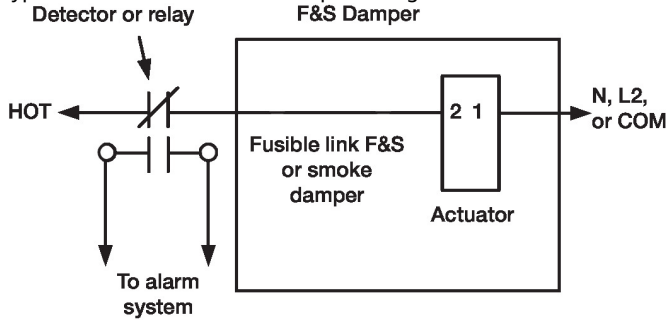 Detector or relay
F&S Damper
HOT
2 1
N, L2,
or COM
Fusible link F&S
or smoke
damper
Actuator
To alarm
system